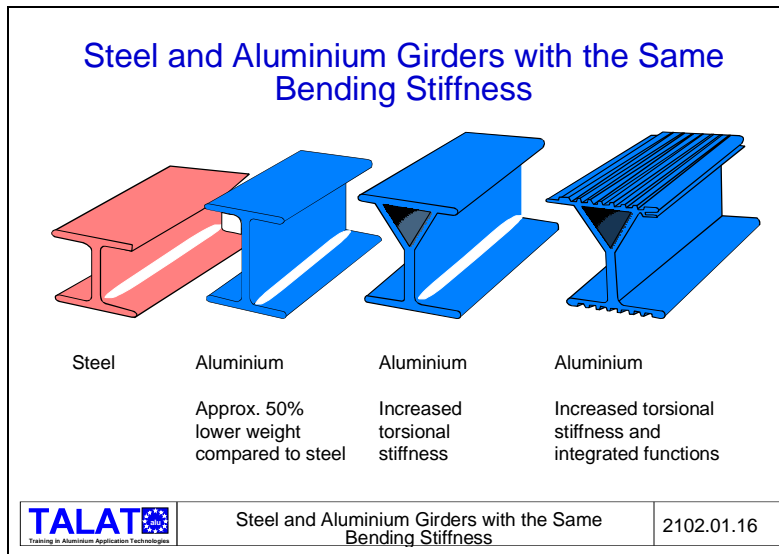 Steel and Aluminium Girders with the Same
Bending Stiffness
Steel
Aluminium
Approx. 50%
lower weight
compared to steel
Aluminium
Increased
torsional
stiffness
Aluminium
Increased torsional
stiffness and
integrated functions
TALAT
alu
Training in Aluminium Application Technologies
Steel and Aluminium Girders with the Same
Bending Stiffness
2102.01.16